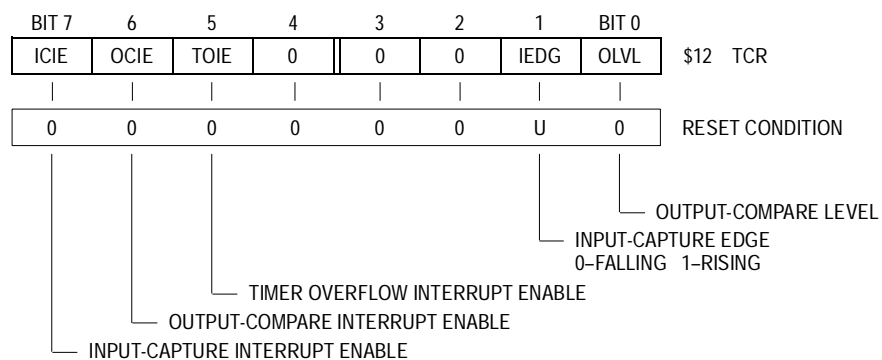 BIT 7 6 5 4 3 2 1 BIT 0
ICIE OCIE TOIE 0 0 0 IEDG OLVL $12 TCR
0 0 0 0 0 0 U 0 RESET CONDITION
OUTPUT-COMPARE LEVEL
INPUT-CAPTURE EDGE
0–FALLING 1–RISING
TIMER OVERFLOW INTERRUPT ENABLE
OUTPUT-COMPARE INTERRUPT ENABLE
INPUT-CAPTURE INTERRUPT ENABLE